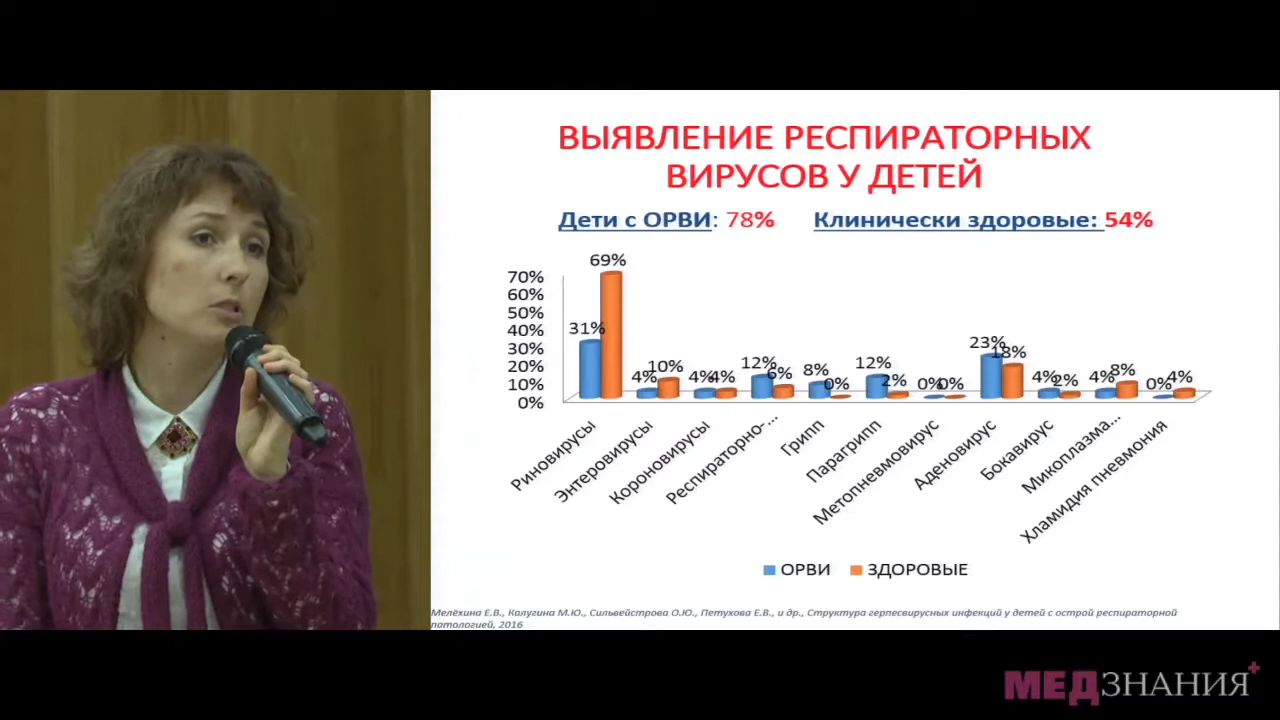 ВЫЯВЛЕНИЕ РЕСПИРАТОРНЫХ
ВИРУСОВ У ДЕТЕЙ
Дети с ОРВИ: 78% Клинически здоровые: 54%
70%
60%
50%
40%
30%
20%
10%
0%
31% 69% 4% 10% 4% 4% 12% 6% 8% 0% 12% 2% 0% 0% 23% 18% 4% 2% 4% 8% 0% 4%
Риновирусы
Энтеровирусы
Короновирусы
Респираторно-...
Грипп
Парагрипп
Метопневмовирус
Аденовирус
Бокавирус
Микоплазма...
Хламидия пневмония
ОРВИ ЗДОРОВЫЕ
Мелёхина Е.В., Калугина М.Ю., Сильвейстрова О.Ю., Петухова Е.В., и др., Структура герпесвирусных инфекций у детей с острой респираторной
патологией, 2016
МЕДЗНАНИЯ+